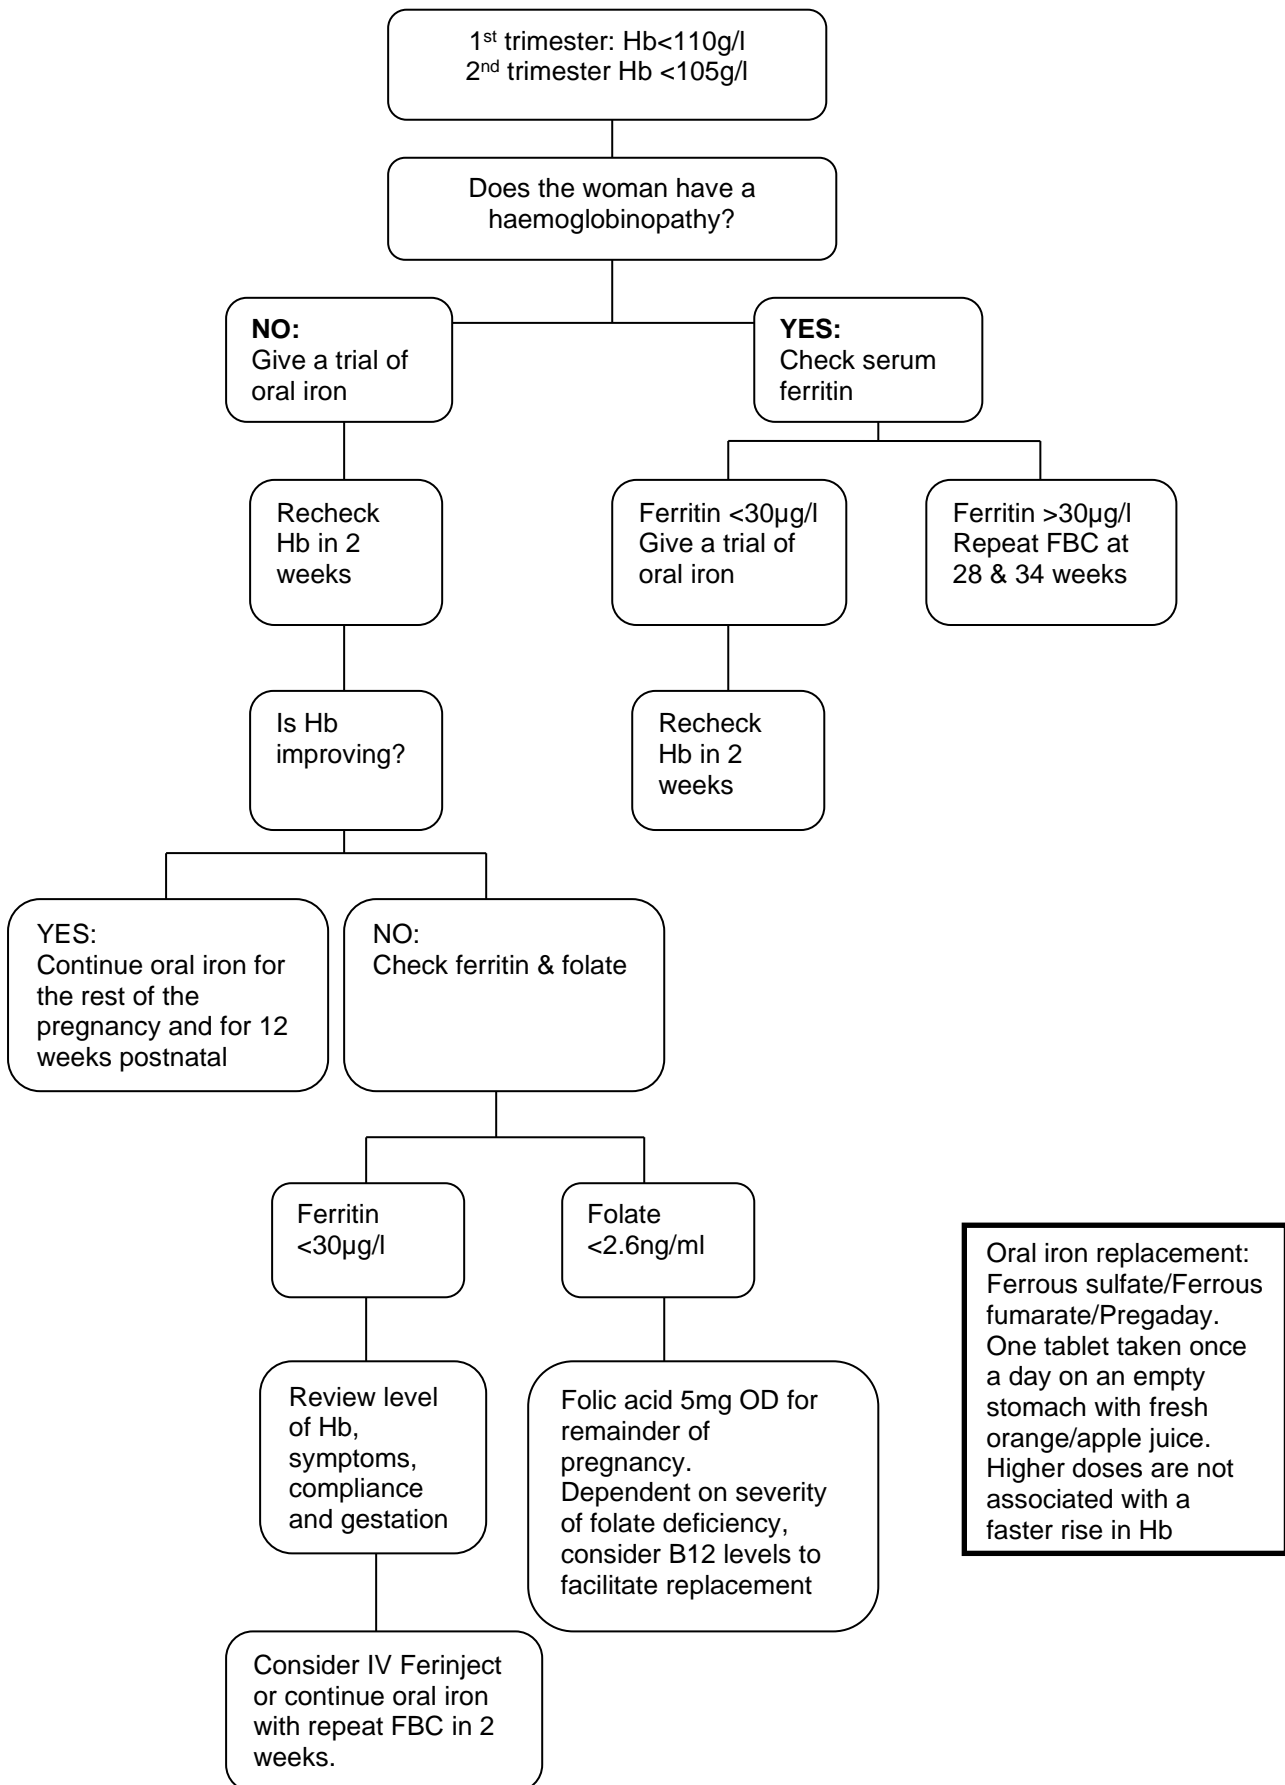 1st trimester: Hb<110g/l
2nd trimester Hb <105g/l
Does the woman have a
haemoglobinopathy?
NO:
Give a trial of
oral iron
YES:
Check serum
ferritin
Recheck
Hb in 2
weeks
Ferritin <30µg/l
Give a trial of
oral iron
Ferritin >30µg/l
Repeat FBC at
28 & 34 weeks
Is Hb
improving?
Recheck
Hb in 2
weeks
YES:
Continue oral iron for
the rest of the
pregnancy and for 12
weeks postnatal
NO:
Check ferritin & folate
Ferritin
<30µg/l
Folate
<2.6ng/ml
Review level
of Hb,
symptoms,
compliance
and gestation
Folic acid 5mg OD for
remainder of
pregnancy.
Dependent on severity
of folate deficiency,
consider B12 levels to
facilitate replacement
Consider IV Ferinject
or continue oral iron
with repeat FBC in 2
weeks.
Oral iron replacement:
Ferrous sulfate/Ferrous
fumarate/Pregaday.
One tablet taken once
a day on an empty
stomach with fresh
orange/apple juice.
Higher doses are not
associated with a
faster rise in Hb